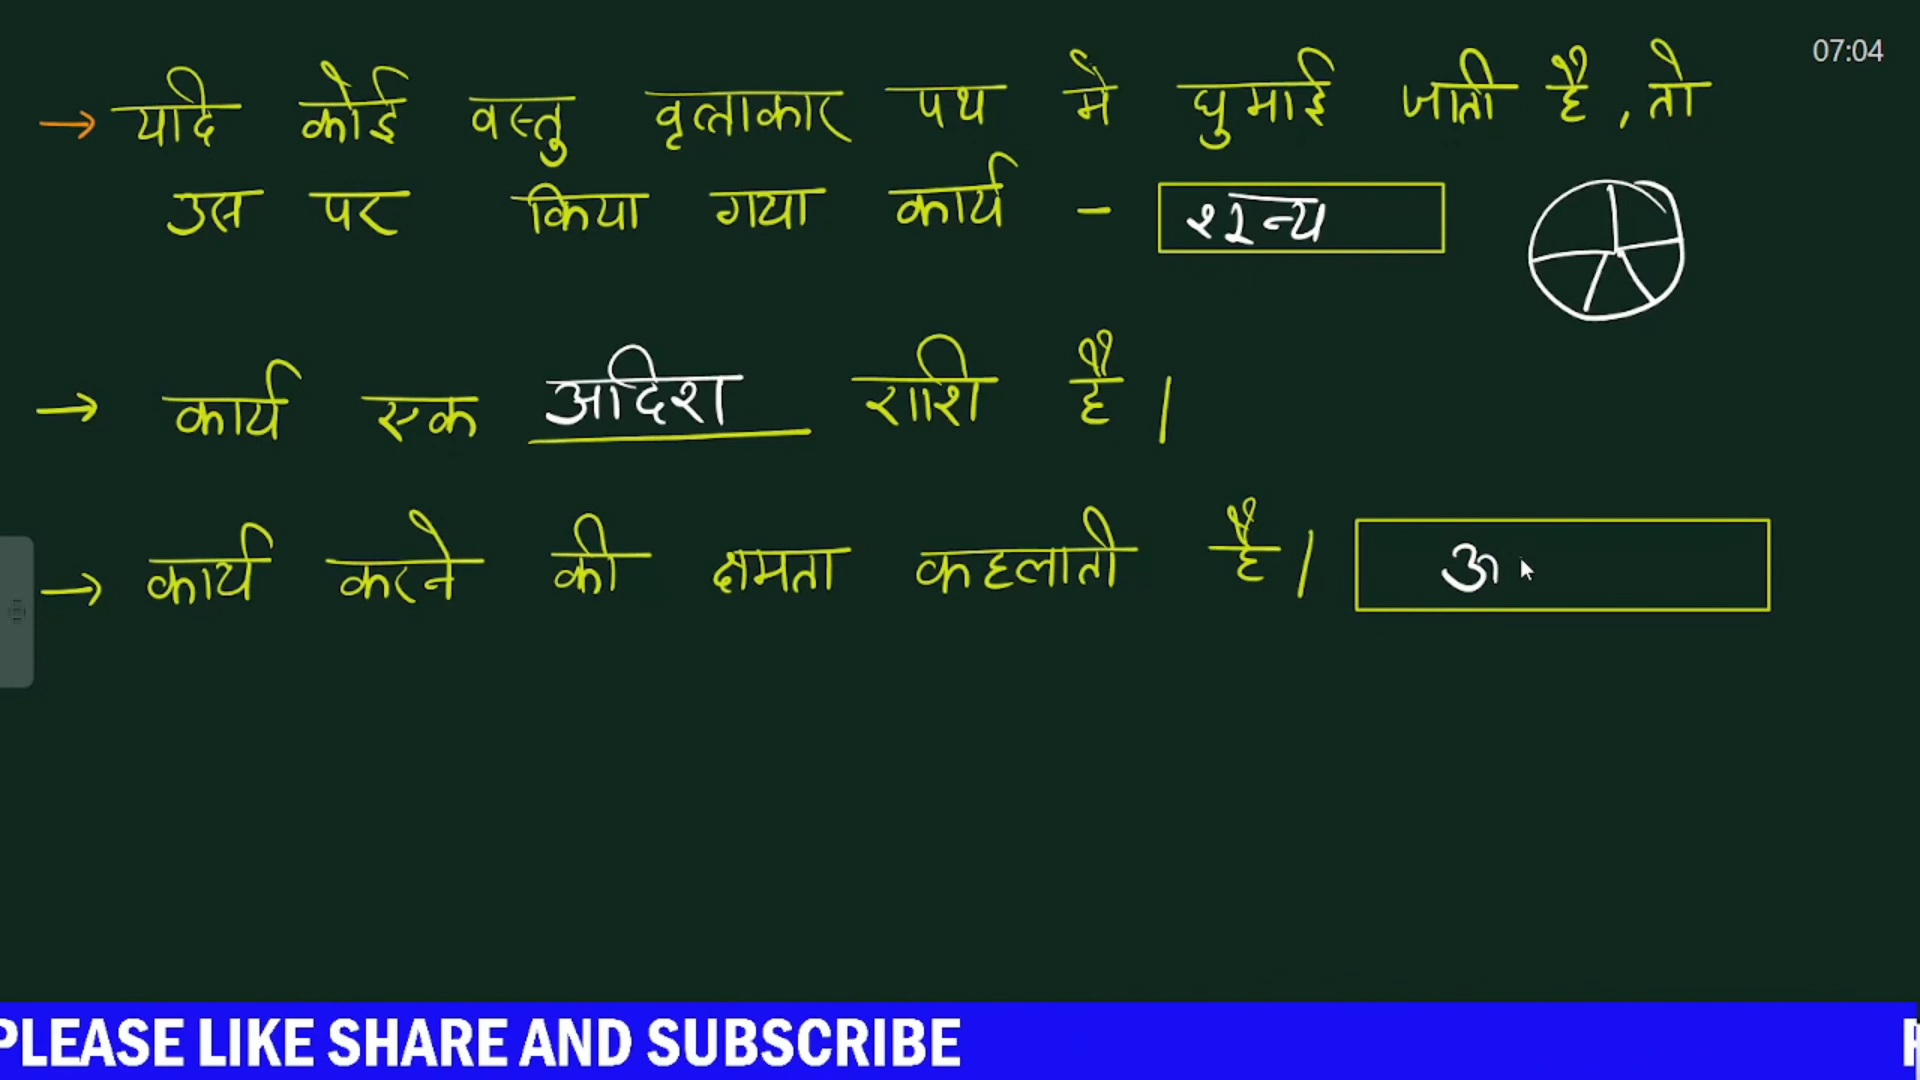 07:04
→ यदि कोई वस्तु वृत्ताकार पथ में घुमाई जाती है, तो
उस पर किया गया कार्य - शून्य
→ कार्य एक अदिश राशि है।
→ कार्य करने की क्षमता कहलाती है। ऊ
PLEASE LIKE SHARE AND SUBSCRIBE